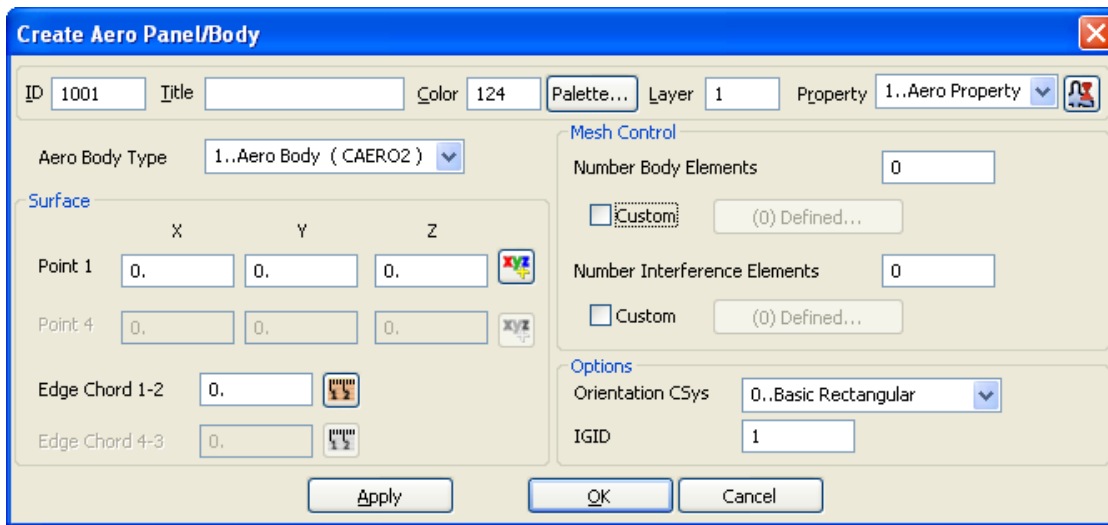 Create Aero Panel/Body
ID 1001 Title Color 124 Palette... Layer 1 Property 1..Aero Property
Aero Body Type 1..Aero Body ( CAERO2 )
Surface
X Y Z
Point 1 0. 0. 0. xyz
Point 4 0. 0. 0. xyz
Edge Chord 1-2 0.
Edge Chord 4-3 0.
Mesh Control
Number Body Elements 0
Custom (0) Defined...
Number Interference Elements 0
Custom (0) Defined...
Options
Orientation CSys 0..Basic Rectangular
IGID 1
Apply OK Cancel